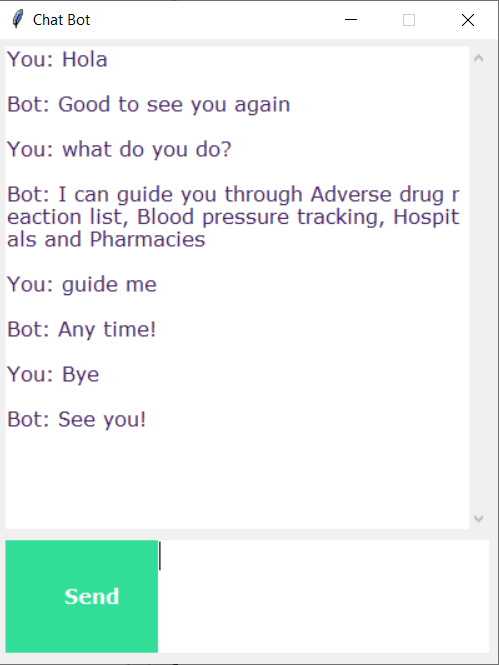 Chat Bot
You: Hola
Bot: Good to see you again
You: what do you do?
Bot: I can guide you through Adverse drug r
eaction list, Blood pressure tracking, Hospit
als and Pharmacies
You: guide me
Bot: Any time!
You: Bye
Bot: See you!
Send